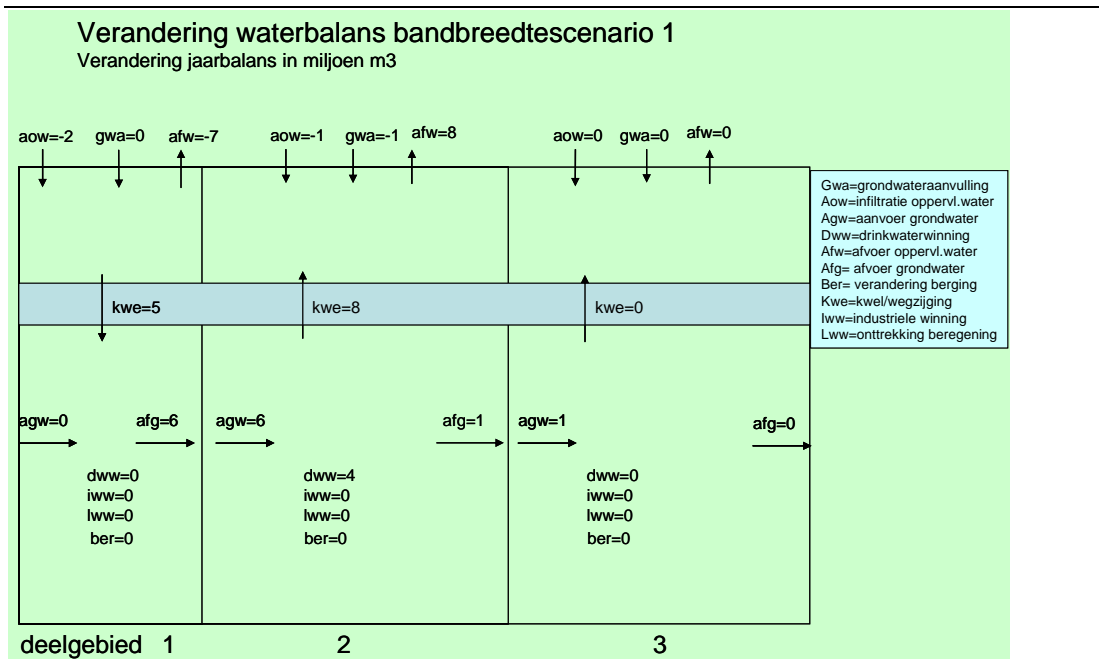 Verandering waterbalans bandbreedtescenario 1
Verandering jaarbalans in miljoen m3
aow=-2 gwa=0 afw=-7 aow=-1 gwa=-1 afw=8 aow=0 gwa=0 afw=0
Gwa=grondwateraanvulling
Aow=infiltratie oppervl.water
Agw=aanvoer grondwater
Dww=drinkwaterwinning
Afw=afvoer oppervl.water
Afg= afvoer grondwater
Ber= verandering berging
Kwe=kwel/wegzijging
Iww=industriele winning
Lww=onttrekking beregening
kwe=5 kwe=8 kwe=0
agw=0 afg=6 agw=6 afg=1 agw=1 afg=0
dww=0 dww=4 dww=0
iww=0 iww=0 iww=0
lww=0 lww=0 lww=0
ber=0 ber=0 ber=0
deelgebied 1 2 3